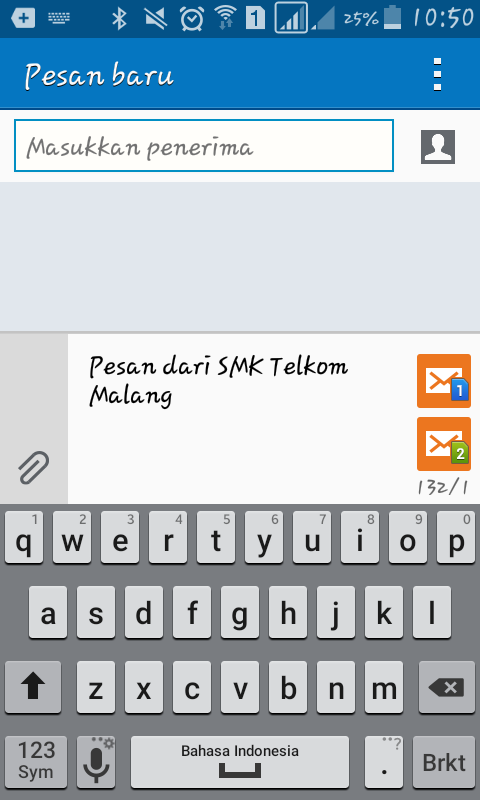 1 25% 10:50
Pesan baru
Masukkan penerima
Pesan dari SMK Telkom
Malang
1
2
132/1
1 2 3 4 5 6 7 8 9 0
q w e r t y u i o p
a s d f g h j k l
z x c v b n m
123
Sym
Bahasa Indonesia
. ?
Brkt